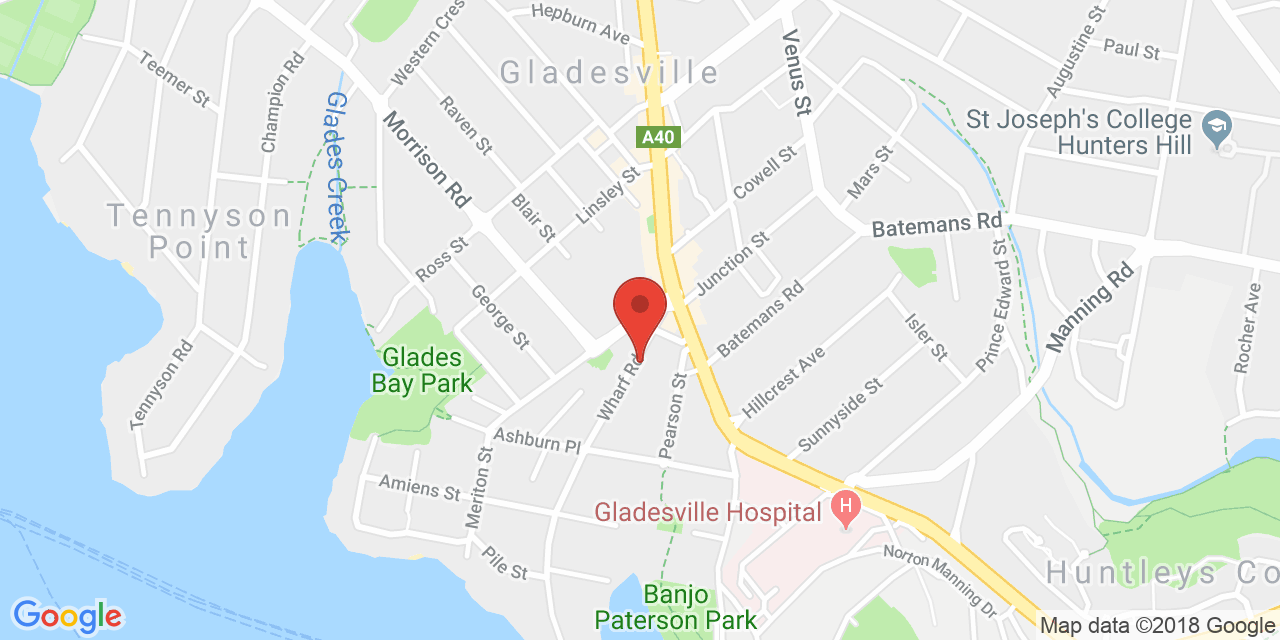 Hepburn Ave
Western Cres
Gladesville
Venus St
Augustine St
Paul St
Teemer St
Champion Rd
Glades Creek
Raven St
Morrison Rd
A40
St Joseph's College
Hunters Hill
Linsley St
Cowell St
Mars St
Tennyson
Point
Blair St
Batemans Rd
Ross St
Junction St
Prince Edward St
Manning Rd
George St
Batemans Rd
Isler St
Rocher Ave
Glades
Bay Park
Tennyson Rd
Wharf Rd
Pearson St
Hillcrest Ave
Sunnyside St
Ashburn Pl
Meriton St
Amiens St
Gladesville Hospital
H
Pile St
Norton Manning Dr
Huntleys Co
Banjo
Paterson Park
Google
Map data ©2018 Google